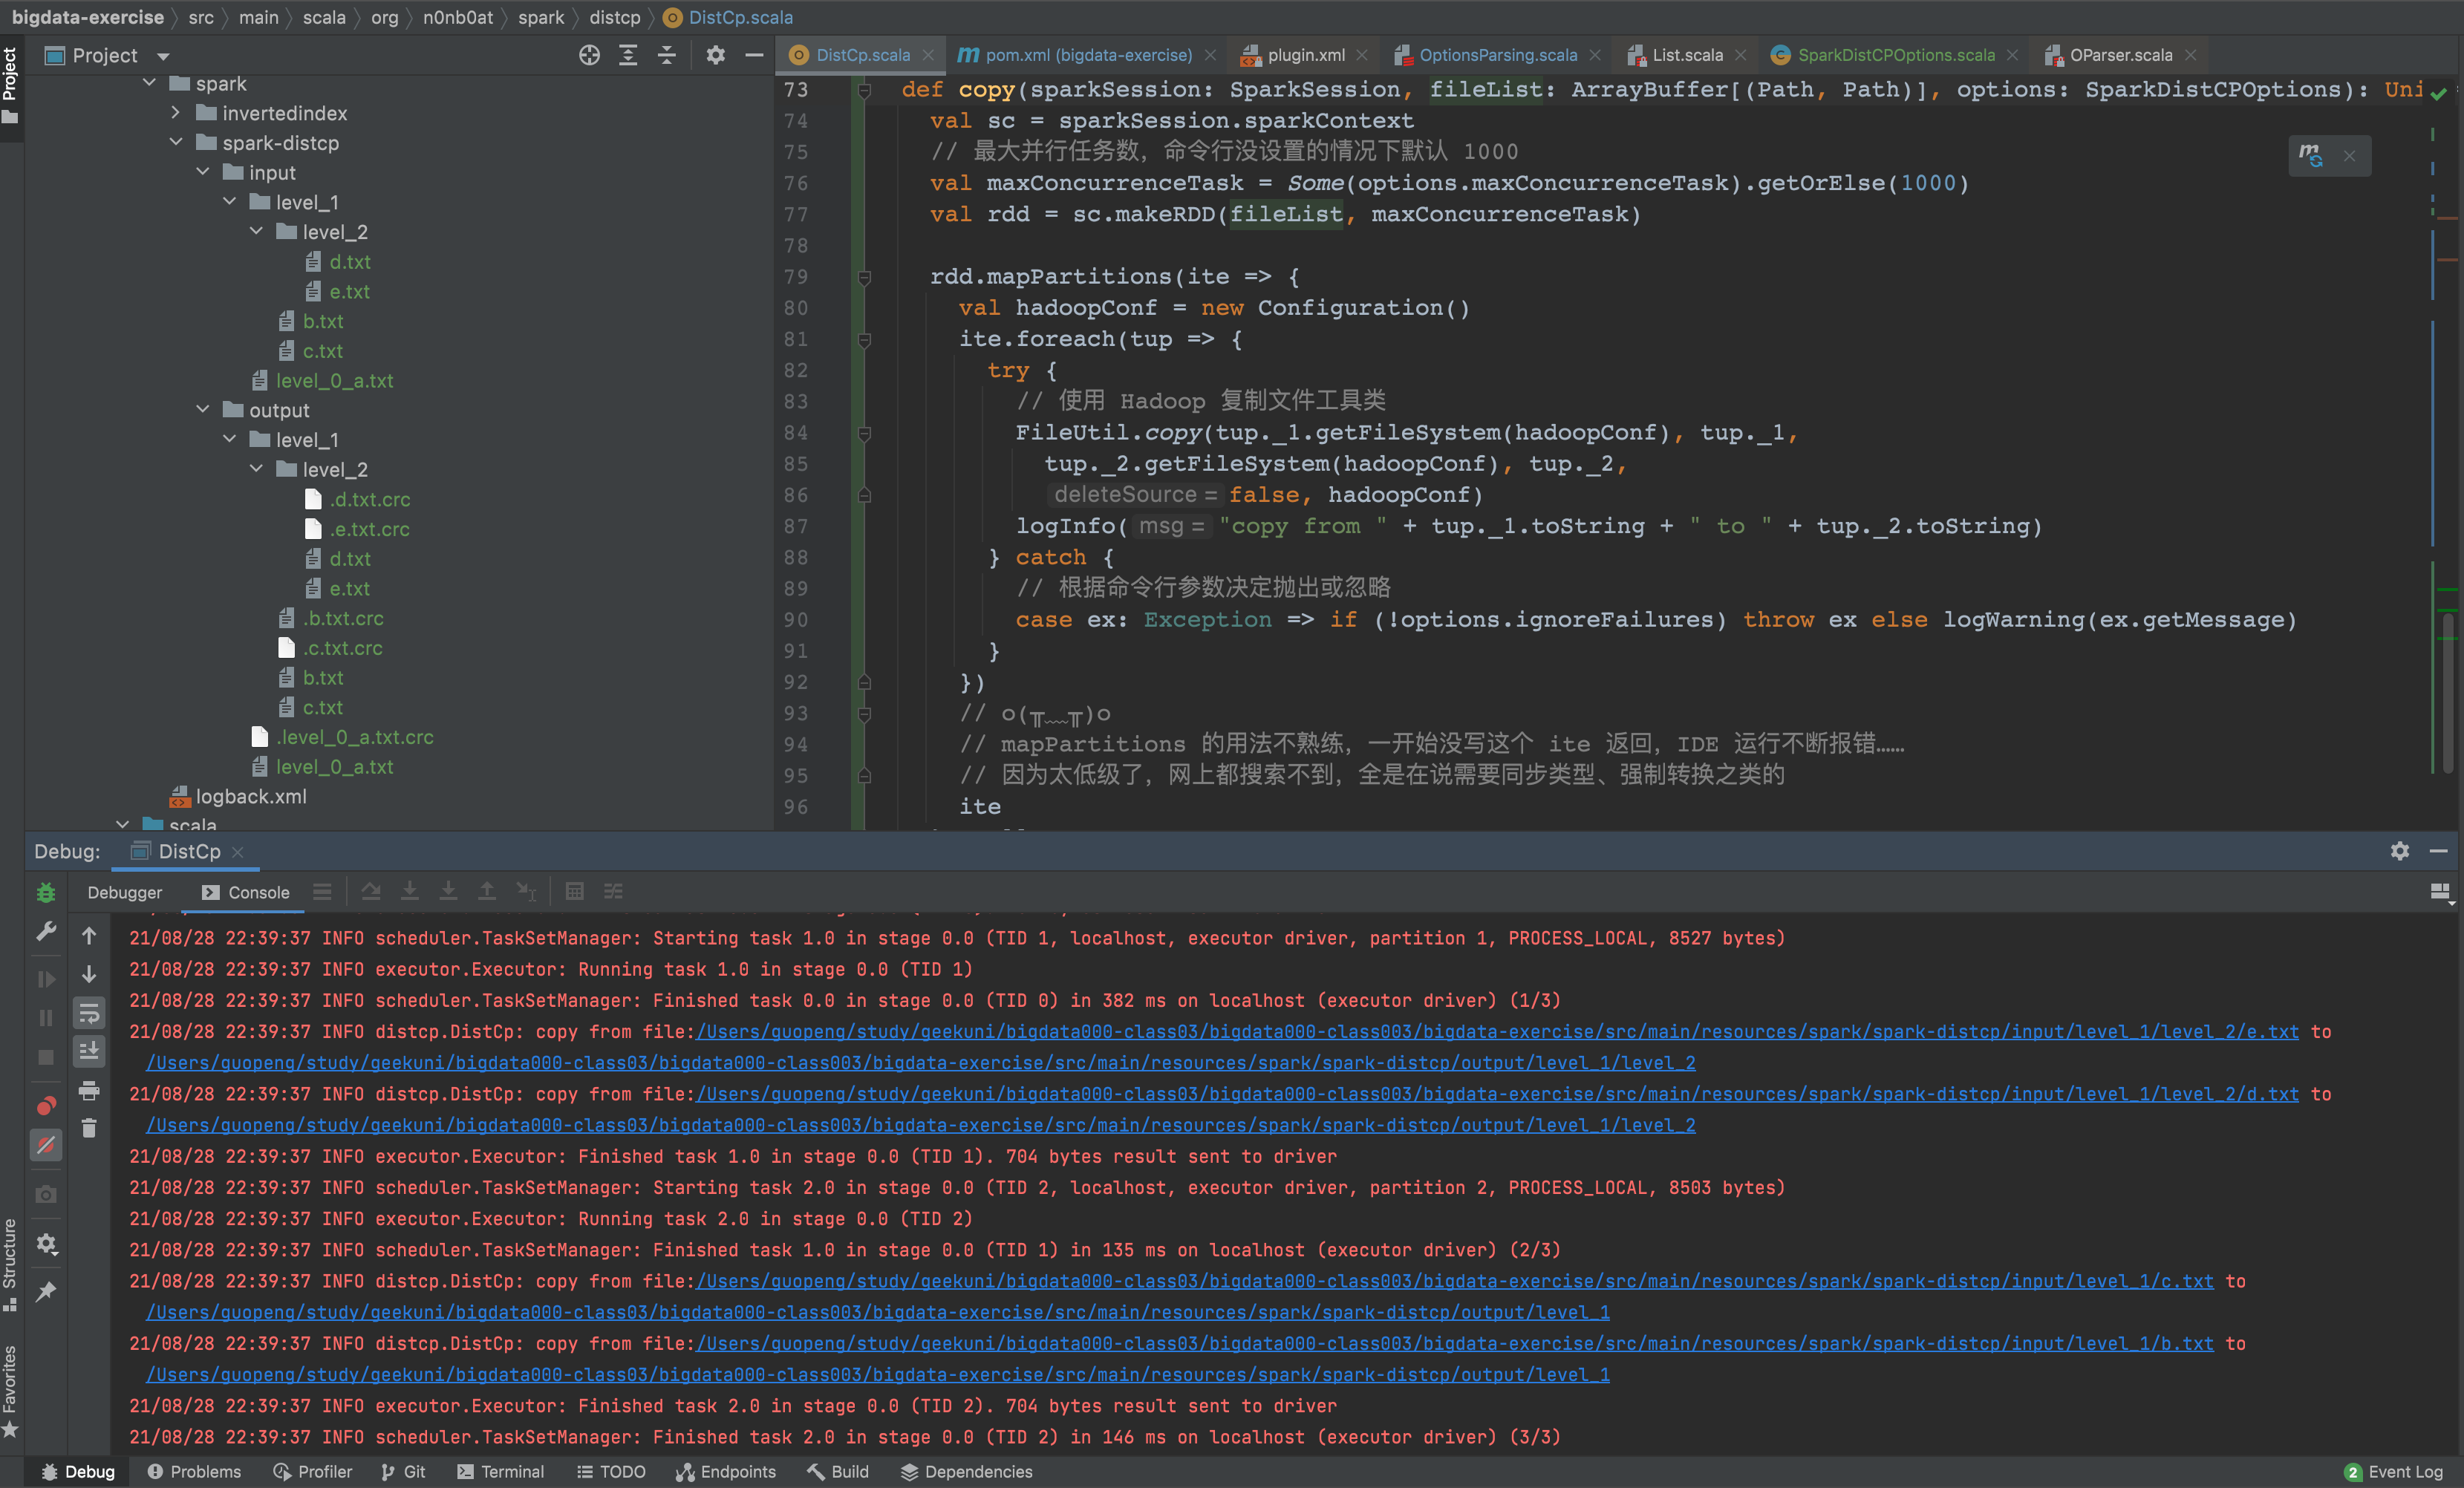 bigdata-exercise › src › main › scala › org › n0nb0at › spark › distcp › DistCp.scala
Project
Project
DistCp.scala
pom.xml (bigdata-exercise)
plugin.xml
OptionsParsing.scala
List.scala
SparkDistCPOptions.scala
OParser.scala
spark
invertedindex
spark-distcp
input
level_1
level_2
d.txt
e.txt
b.txt
c.txt
level_0_a.txt
output
level_1
level_2
.d.txt.crc
.e.txt.crc
d.txt
e.txt
.b.txt.crc
.c.txt.crc
b.txt
c.txt
.level_0_a.txt.crc
level_0_a.txt
logback.xml
scala
73 def copy(sparkSession: SparkSession, fileList: ArrayBuffer[(Path, Path)], options: SparkDistCPOptions): Uni
74 val sc = sparkSession.sparkContext
75 // 最大并行任务数，命令行没设置的情况下默认 1000
76 val maxConcurrenceTask = Some(options.maxConcurrenceTask).getOrElse(1000)
77 val rdd = sc.makeRDD(fileList, maxConcurrenceTask)
78
79 rdd.mapPartitions(ite => {
80 val hadoopConf = new Configuration()
81 ite.foreach(tup => {
82 try {
83 // 使用 Hadoop 复制文件工具类
84 FileUtil.copy(tup._1.getFileSystem(hadoopConf), tup._1,
85 tup._2.getFileSystem(hadoopConf), tup._2,
86 deleteSource = false, hadoopConf)
87 logInfo( msg = "copy from " + tup._1.toString + " to " + tup._2.toString)
88 } catch {
89 // 根据命令行参数决定抛出或忽略
90 case ex: Exception => if (!options.ignoreFailures) throw ex else logWarning(ex.getMessage)
91 }
92 })
93 // o(╥﹏╥)o
94 // mapPartitions 的用法不熟练，一开始没写这个 ite 返回，IDE 运行不断报错……
95 // 因为太低级了，网上都搜索不到，全是在说需要同步类型、强制转换之类的
96 ite
Debug:
DistCp
Debugger
Console
21/08/28 22:39:37 INFO scheduler.TaskSetManager: Starting task 1.0 in stage 0.0 (TID 1, localhost, executor driver, partition 1, PROCESS_LOCAL, 8527 bytes)
21/08/28 22:39:37 INFO executor.Executor: Running task 1.0 in stage 0.0 (TID 1)
21/08/28 22:39:37 INFO scheduler.TaskSetManager: Finished task 0.0 in stage 0.0 (TID 0) in 382 ms on localhost (executor driver) (1/3)
21/08/28 22:39:37 INFO distcp.DistCp: copy from file:/Users/guopeng/study/geekuni/bigdata000-class03/bigdata000-class003/bigdata-exercise/src/main/resources/spark/spark-distcp/input/level_1/level_2/e.txt to
/Users/guopeng/study/geekuni/bigdata000-class03/bigdata000-class003/bigdata-exercise/src/main/resources/spark/spark-distcp/output/level_1/level_2
21/08/28 22:39:37 INFO distcp.DistCp: copy from file:/Users/guopeng/study/geekuni/bigdata000-class03/bigdata000-class003/bigdata-exercise/src/main/resources/spark/spark-distcp/input/level_1/level_2/d.txt to
/Users/guopeng/study/geekuni/bigdata000-class03/bigdata000-class003/bigdata-exercise/src/main/resources/spark/spark-distcp/output/level_1/level_2
21/08/28 22:39:37 INFO executor.Executor: Finished task 1.0 in stage 0.0 (TID 1). 704 bytes result sent to driver
21/08/28 22:39:37 INFO scheduler.TaskSetManager: Starting task 2.0 in stage 0.0 (TID 2, localhost, executor driver, partition 2, PROCESS_LOCAL, 8503 bytes)
21/08/28 22:39:37 INFO executor.Executor: Running task 2.0 in stage 0.0 (TID 2)
21/08/28 22:39:37 INFO scheduler.TaskSetManager: Finished task 1.0 in stage 0.0 (TID 1) in 135 ms on localhost (executor driver) (2/3)
21/08/28 22:39:37 INFO distcp.DistCp: copy from file:/Users/guopeng/study/geekuni/bigdata000-class03/bigdata000-class003/bigdata-exercise/src/main/resources/spark/spark-distcp/input/level_1/c.txt to
/Users/guopeng/study/geekuni/bigdata000-class03/bigdata000-class003/bigdata-exercise/src/main/resources/spark/spark-distcp/output/level_1
21/08/28 22:39:37 INFO distcp.DistCp: copy from file:/Users/guopeng/study/geekuni/bigdata000-class03/bigdata000-class003/bigdata-exercise/src/main/resources/spark/spark-distcp/input/level_1/b.txt to
/Users/guopeng/study/geekuni/bigdata000-class03/bigdata000-class003/bigdata-exercise/src/main/resources/spark/spark-distcp/output/level_1
21/08/28 22:39:37 INFO executor.Executor: Finished task 2.0 in stage 0.0 (TID 2). 704 bytes result sent to driver
21/08/28 22:39:37 INFO scheduler.TaskSetManager: Finished task 2.0 in stage 0.0 (TID 2) in 146 ms on localhost (executor driver) (3/3)
Structure
Favorites
Debug
Problems
Profiler
Git
Terminal
TODO
Endpoints
Build
Dependencies
2 Event Log